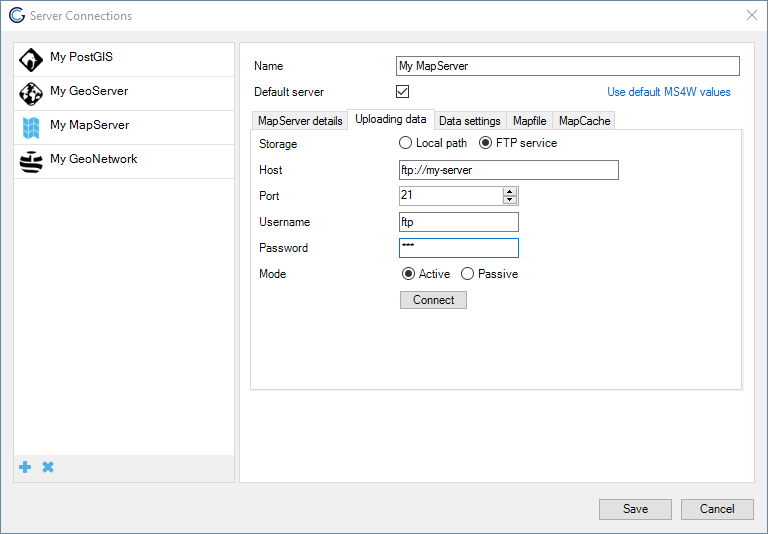 Server Connections
My PostGIS
My GeoServer
My MapServer
My GeoNetwork
Name My MapServer
Default server Use default MS4W values
MapServer details Uploading data Data settings Mapfile MapCache
Storage Local path FTP service
Host ftp://my-server
Port 21
Username ftp
Password ***
Mode Active Passive
Connect
Save Cancel